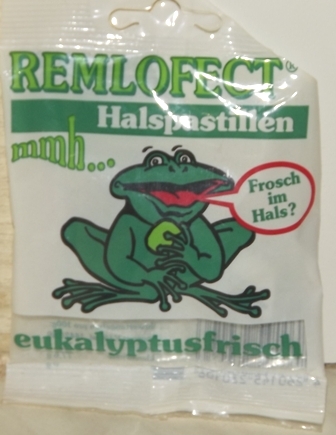 REMLOFECT®
Halspastillen
mmh...
Frosch
im
Hals?
eukalyptusfrisch